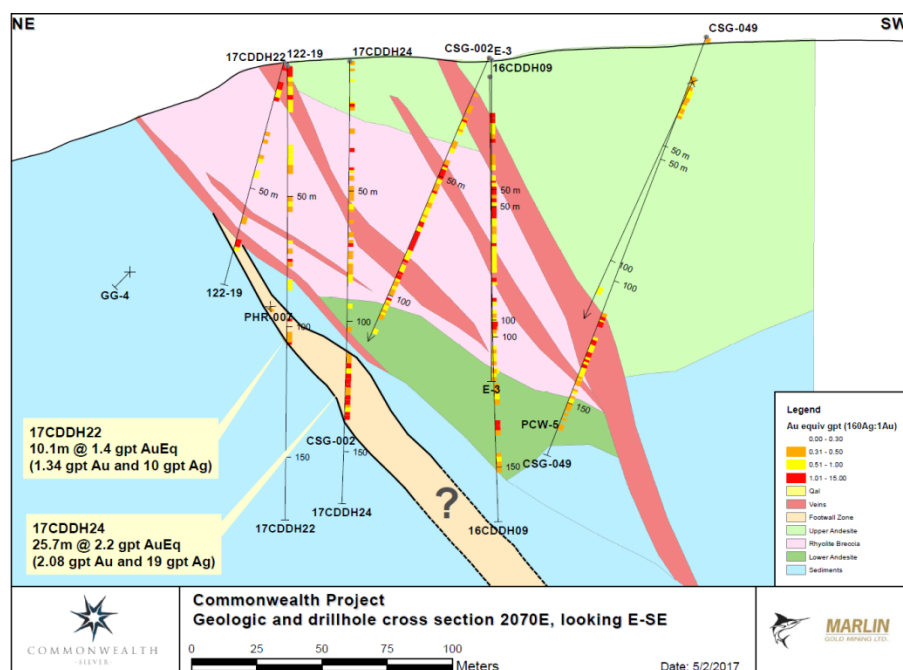 NE
SW
CSG-049
17CDDH22
122-19
17CDDH24
CSG-002
E-3
16CDDH09
50 m
50 m
50 m
50 m
50 m
50 m
50 m
50 m
GG-4
122-19
PHR-007
100
100
100
100
100
100
100
E-3
150
PCW-5
CSG-002
CSG-049
150
150
150
17CDDH24
17CDDH22
16CDDH09
?
17CDDH22
10.1m @ 1.4 gpt AuEq
(1.34 gpt Au and 10 gpt Ag)
17CDDH24
25.7m @ 2.2 gpt AuEq
(2.08 gpt Au and 19 gpt Ag)
Legend
Au equiv gpt (160Ag:1Au)
0.00 - 0.30
0.31 - 0.50
0.51 - 1.00
1.01 - 15.00
Qal
Veins
Footwall Zone
Upper Andesite
Rhyolite Breccia
Lower Andesite
Sediments
COMMONWEALTH
SILVER
Commonwealth Project
Geologic and drillhole cross section 2070E, looking E-SE
0 25 50 75 100
Meters
Date: 5/2/2017
MARLIN
GOLD MINING LTD.